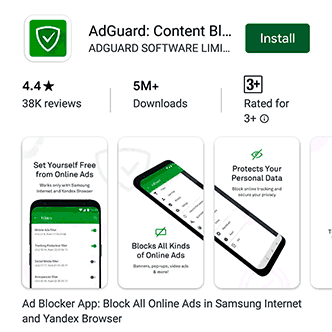 AdGuard: Content Bl...
ADGUARD SOFTWARE LIMI...
Install
4.4★
38K reviews
5M+
Downloads
3+
Rated for
3+
Set Yourself Free
from Online Ads
Works only with Samsung
Internet and Yandex Browser
Blocks All Kinds
of Online Ads
Banners, pop-ups, video ads
& more!
Protects Your
Personal Data
Block online tracking and
secure your privacy
Ad Blocker App: Block All Online Ads in Samsung Internet
and Yandex Browser